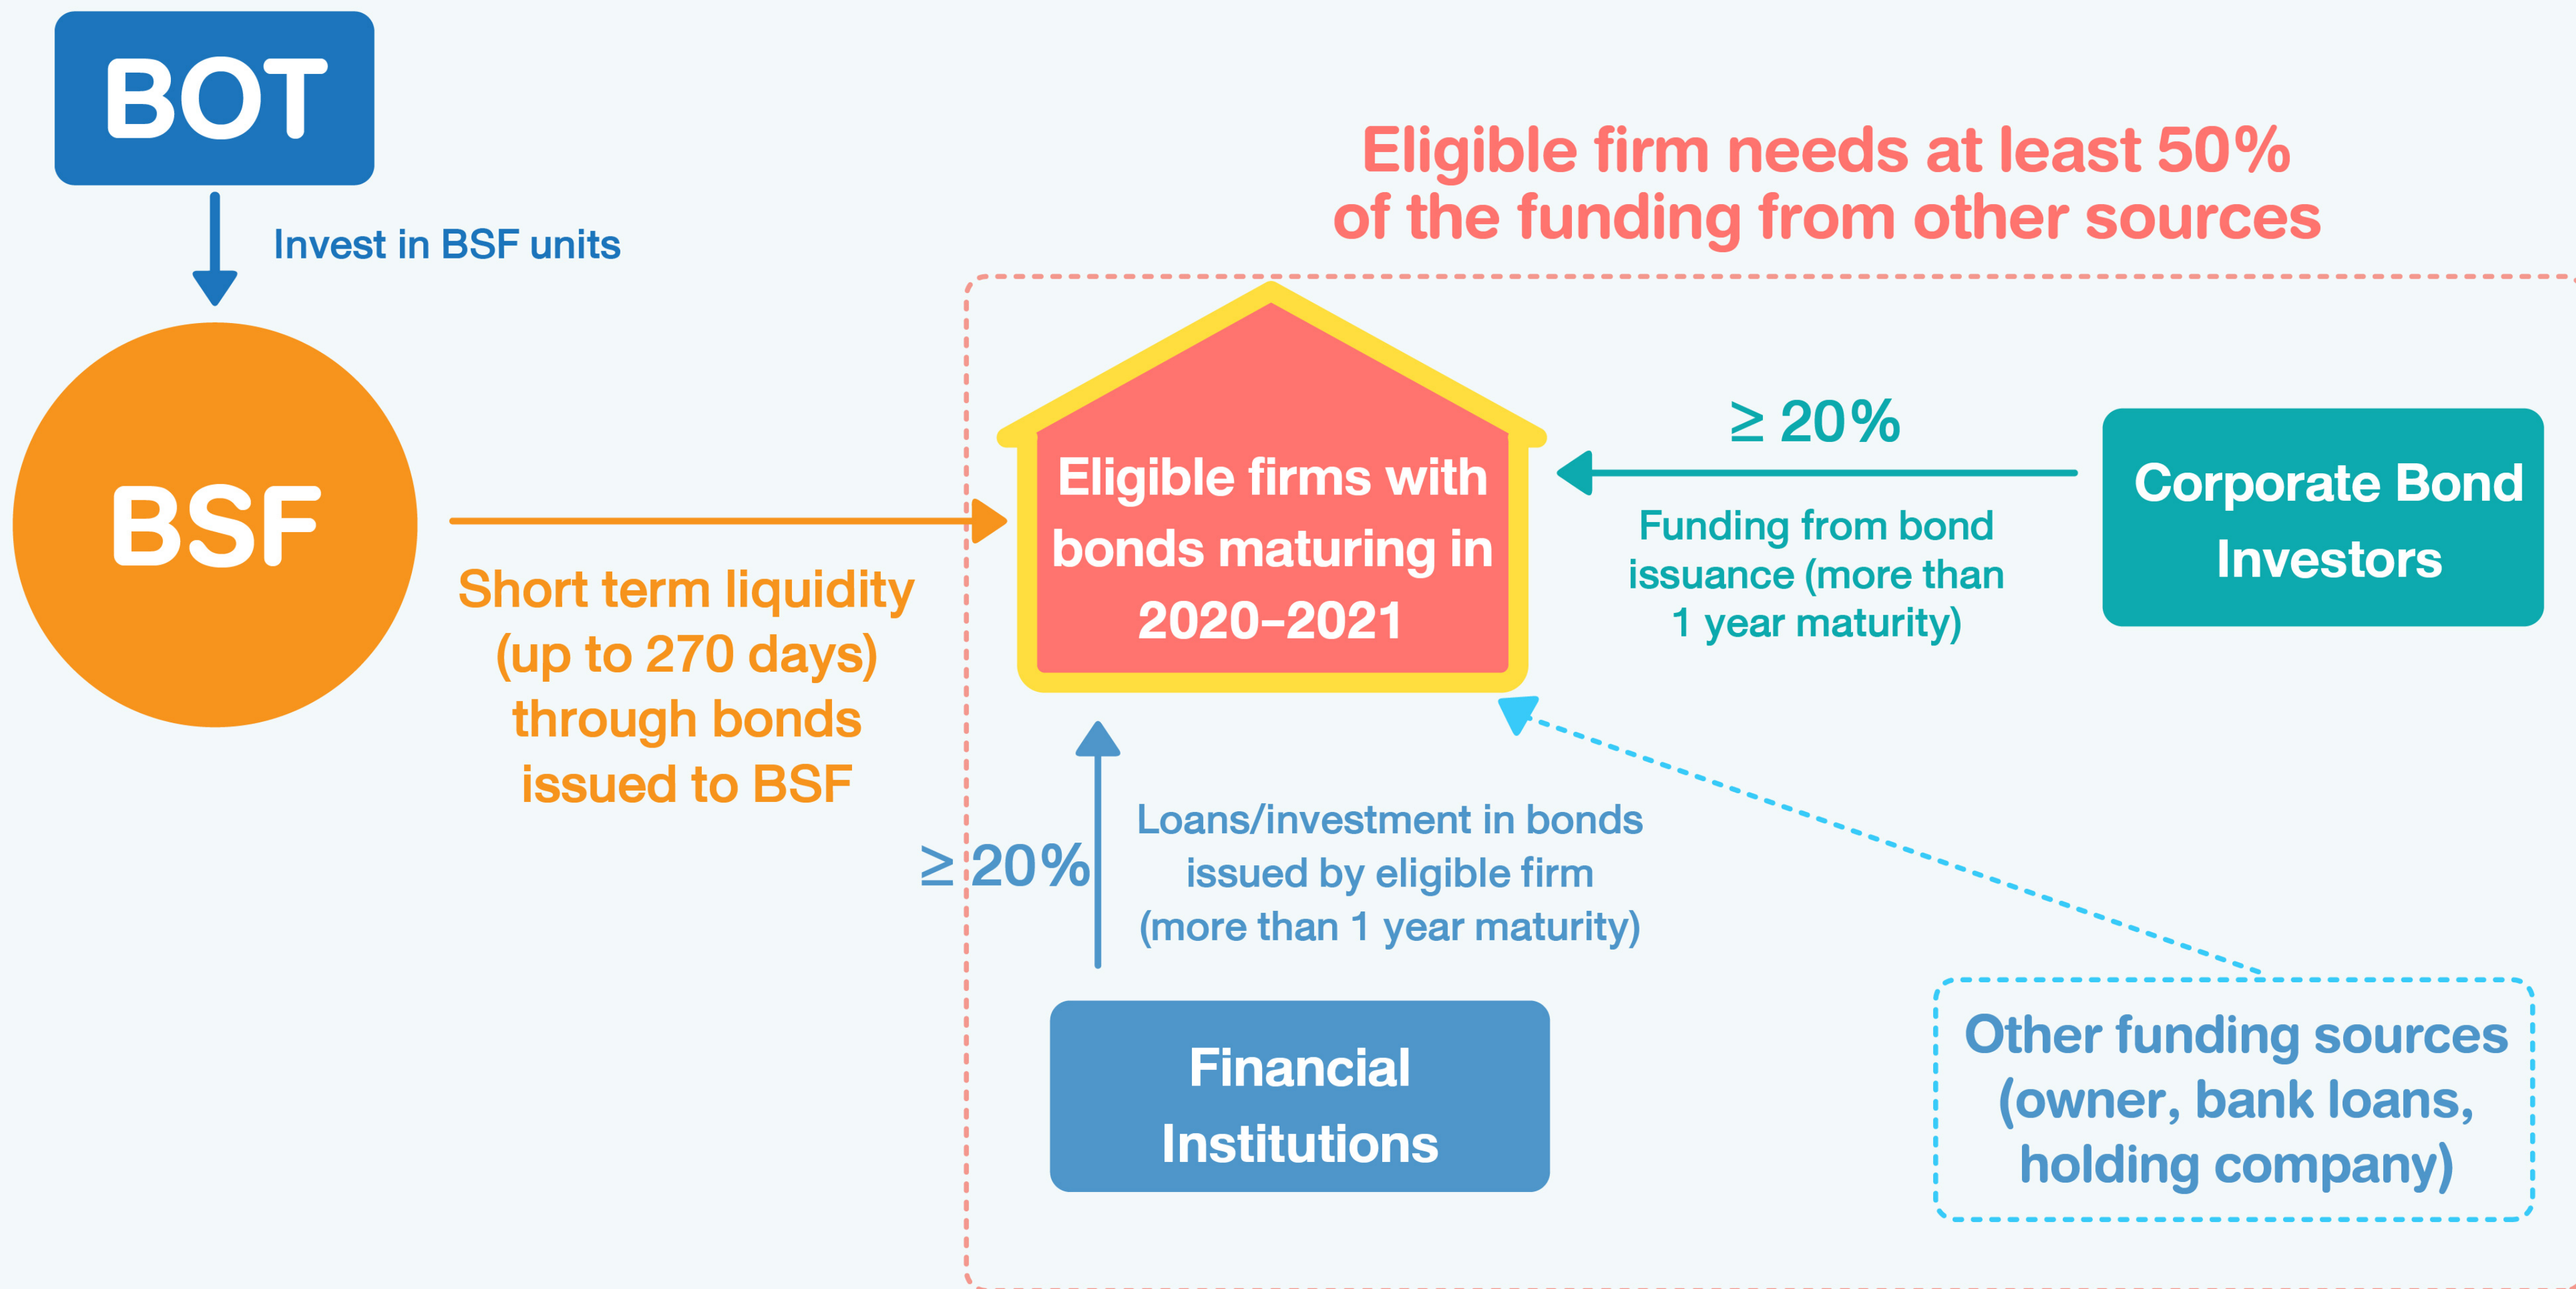 BOT
Invest in BSF units
Eligible firm needs at least 50%
of the funding from other sources
BSF
Short term liquidity
(up to 270 days)
through bonds
issued to BSF
Eligible firms with
bonds maturing in
2020–2021
≥ 20%
Funding from bond
issuance (more than
1 year maturity)
Corporate Bond
Investors
≥ 20%
Loans/investment in bonds
issued by eligible firm
(more than 1 year maturity)
Financial
Institutions
Other funding sources
(owner, bank loans,
holding company)